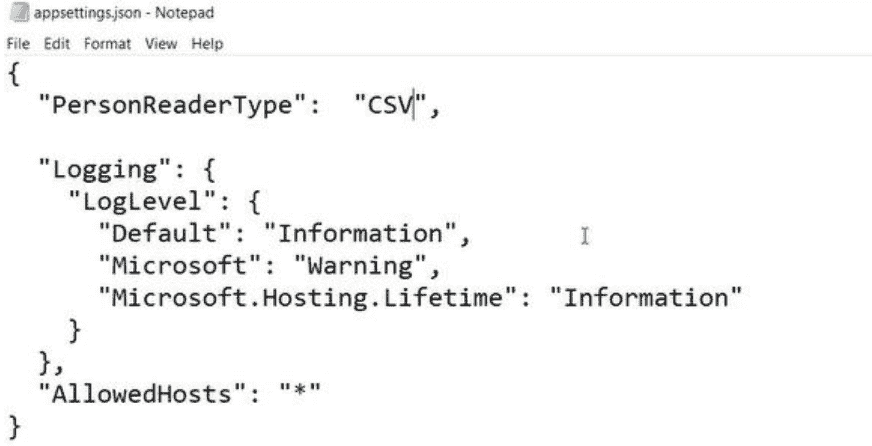 appsettings.json - Notepad
File Edit Format View Help
{
  "PersonReaderType":  "CSV",

  "Logging": {
    "LogLevel": {
      "Default": "Information",
      "Microsoft": "Warning",
      "Microsoft.Hosting.Lifetime": "Information"
    }
  },
  "AllowedHosts": "*"
}